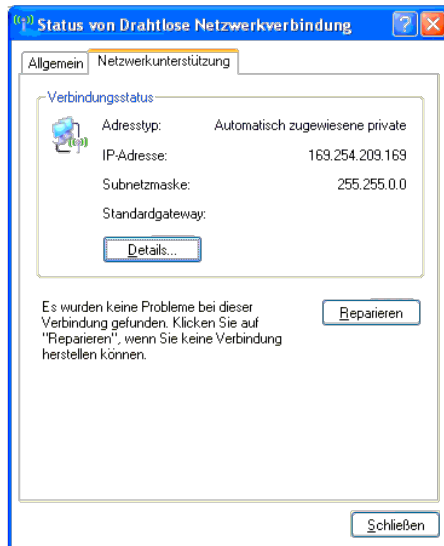 Status von Drahtlose Netzwerkverbindung
Allgemein Netzwerkunterstützung
Verbindungsstatus
Adresstyp: Automatisch zugewiesene private
IP-Adresse: 169.254.209.169
Subnetzmaske: 255.255.0.0
Standardgateway:
Details...
Es wurden keine Probleme bei dieser
Verbindung gefunden. Klicken Sie auf
"Reparieren", wenn Sie keine Verbindung
herstellen können.
Reparieren
Schließen